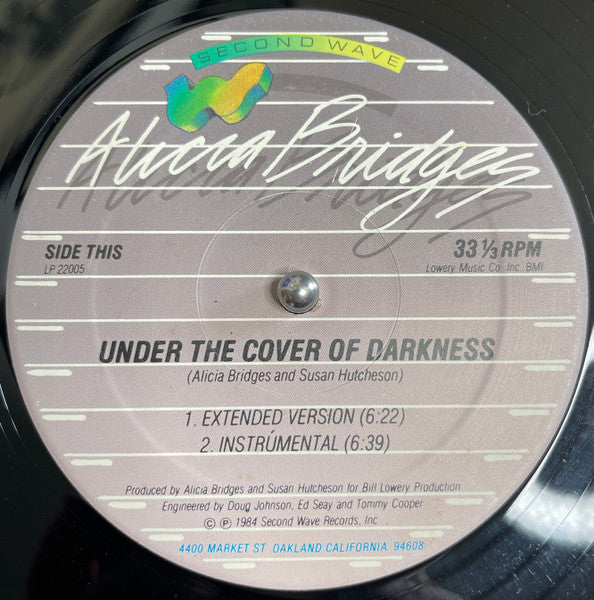 SECOND WAVE
Alicia Bridges
SIDE THIS
LP 22005
33 ⅓ RPM
Lowery Music Co. Inc. BMI
UNDER THE COVER OF DARKNESS
(Alicia Bridges and Susan Hutcheson)
1. EXTENDED VERSION (6:22)
2. INSTRUMENTAL (6:39)
Produced by Alicia Bridges and Susan Hutcheson for Bill Lowery Production
Engineered by Doug Johnson, Ed Seay and Tommy Cooper
© ℗ 1984 Second Wave Records, Inc
4400 MARKET ST OAKLAND CALIFORNIA 94608